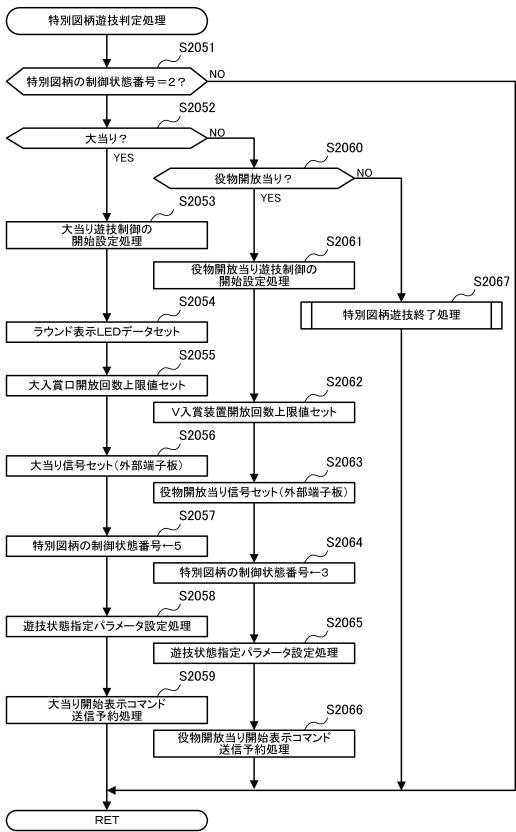 特別図柄遊技判定処理
S2051
特別図柄の制御状態番号＝2？
NO
S2052
大当り？
NO
YES
S2060
役物開放当り？
NO
YES
S2053
大当り遊技制御の
開始設定処理
S2061
役物開放当り遊技制御の
開始設定処理
S2067
特別図柄遊技終了処理
S2054
ラウンド表示LEDデータセット
S2055
大入賞口開放回数上限値セット
S2062
V入賞装置開放回数上限値セット
S2056
大当り信号セット（外部端子板）
S2063
役物開放当り信号セット（外部端子板）
S2057
特別図柄の制御状態番号←5
S2064
特別図柄の制御状態番号←3
S2058
遊技状態指定パラメータ設定処理
S2065
遊技状態指定パラメータ設定処理
S2059
大当り開始表示コマンド
送信予約処理
S2066
役物開放当り開始表示コマンド
送信予約処理
RET